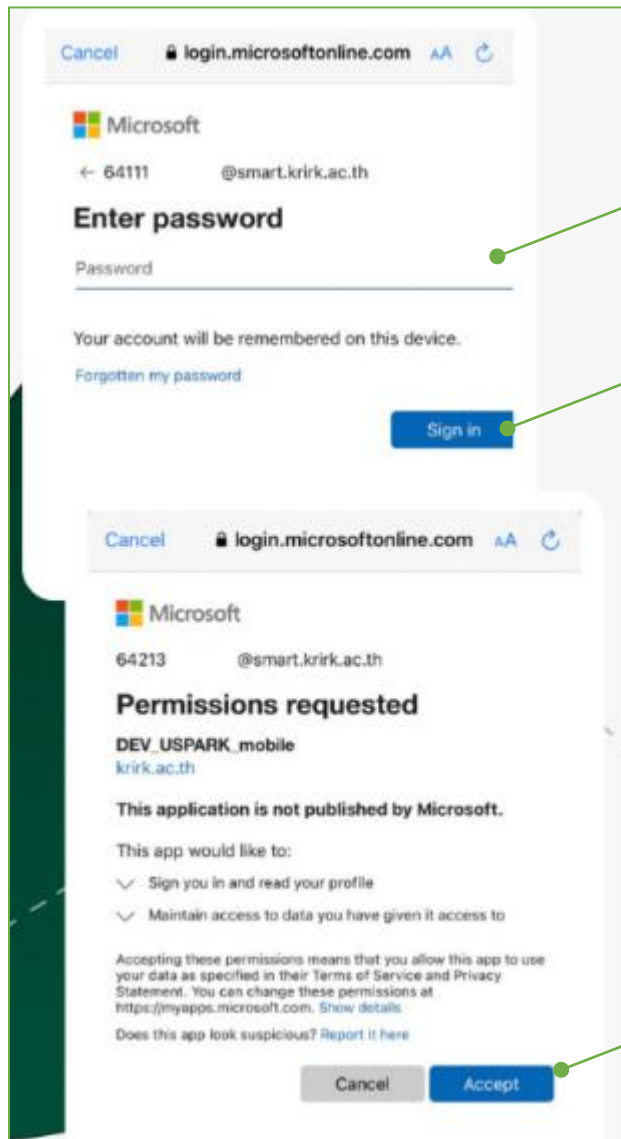 Cancel login.microsoftonline.com AA
Microsoft
← 64111 @smart.krirk.ac.th
Enter password
Password
Your account will be remembered on this device.
Forgotten my password
Sign in
Cancel login.microsoftonline.com AA
Microsoft
64213 @smart.krirk.ac.th
Permissions requested
DEV_USPARK_mobile
krirk.ac.th
This application is not published by Microsoft.
This app would like to:
Sign you in and read your profile
Maintain access to data you have given it access to
Accepting these permissions means that you allow this app to use
your data as specified in their Terms of Service and Privacy
Statement. You can change these permissions at
https://myapps.microsoft.com. Show details
Does this app look suspicious? Report it here
Cancel Accept